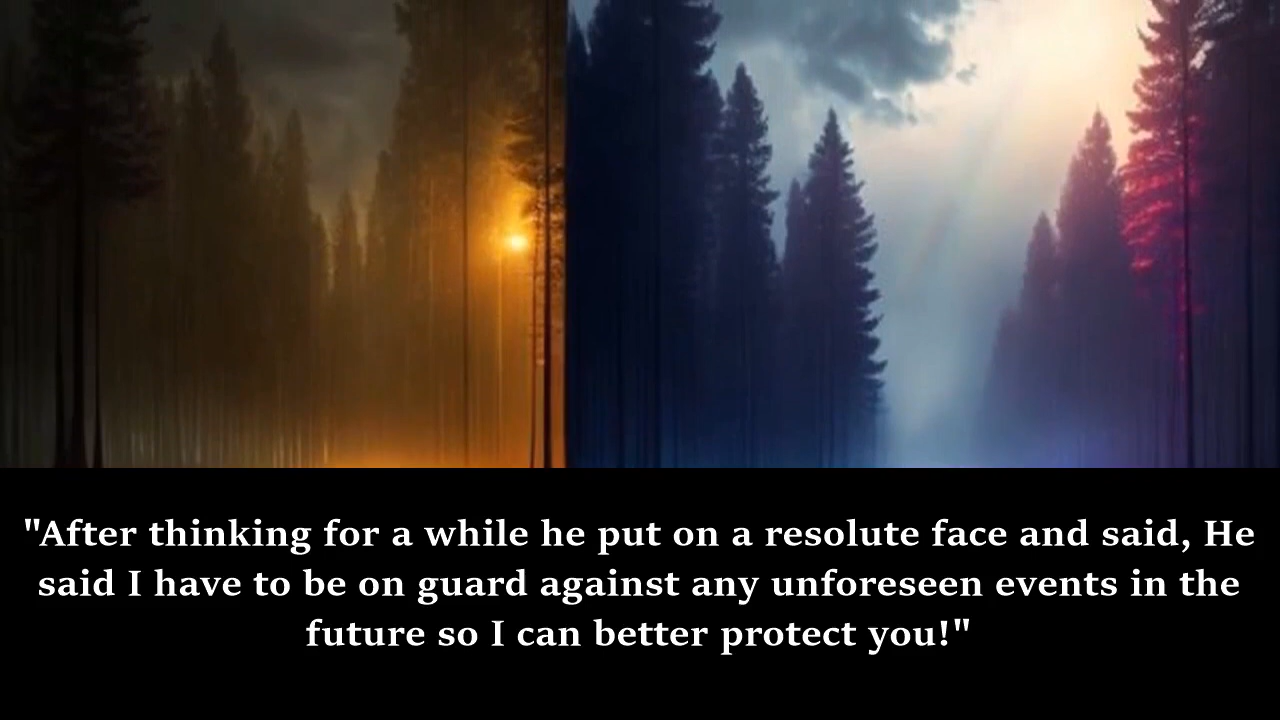 "After thinking for a while he put on a resolute face and said, He
said I have to be on guard against any unforeseen events in the
future so I can better protect you!"